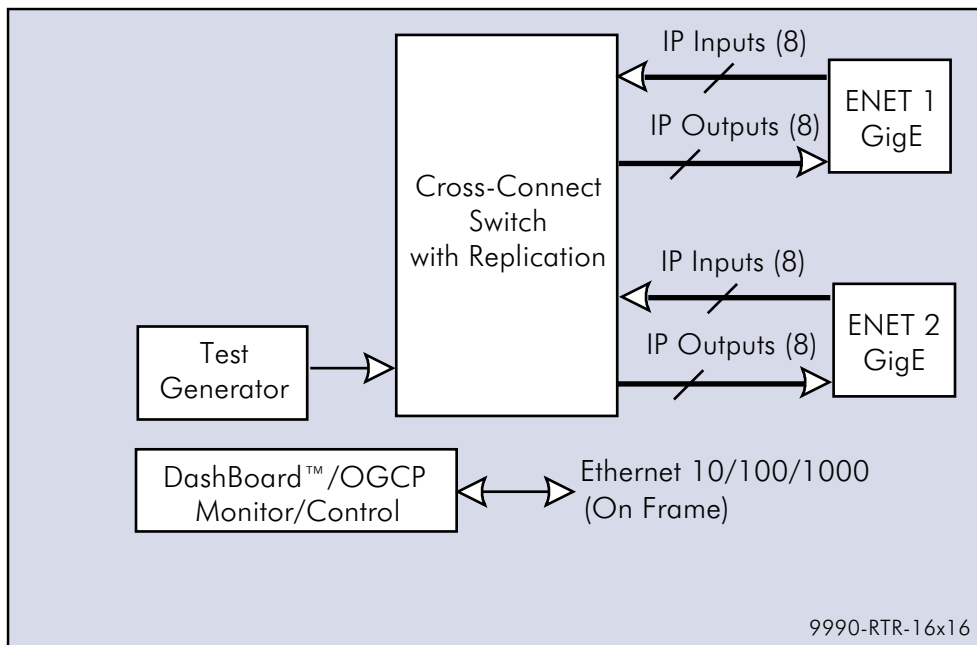 IP Inputs (8)
ENET 1
GigE
IP Outputs (8)
Cross-Connect
Switch
with Replication
IP Inputs (8)
ENET 2
GigE
IP Outputs (8)
Test
Generator
DashBoard™/OGCP
Monitor/Control
Ethernet 10/100/1000
(On Frame)
9990-RTR-16x16